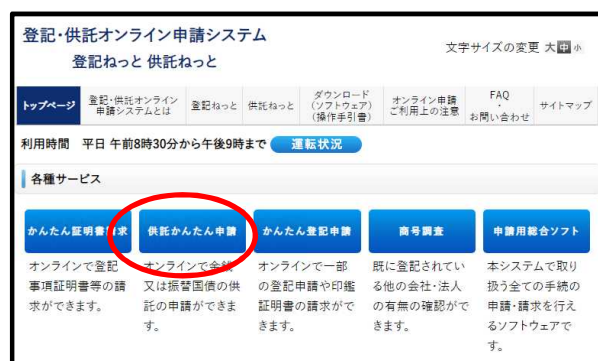 登記・供託オンライン申請システム
登記ねっと 供託ねっと
文字サイズの変更 大 中 小
トップページ
登記・供託オンライン
申請システムとは
登記ねっと
供託ねっと
ダウンロード
(ソフトウェア)
(操作手引書)
オンライン申請
ご利用上の注意
FAQ
・
お問い合わせ
サイトマップ
利用時間 平日 午前8時30分から午後9時まで 運転状況
各種サービス
かんたん証明書請求
オンラインで登記
事項証明書等の請
求ができます。
供託かんたん申請
オンラインで金銭
又は振替国債の供
託の申請ができま
す。
かんたん登記申請
オンラインで一部
の登記申請や印鑑
証明書の請求がで
きます。
商号調査
既に登記されてい
る他の会社・法人
の有無の確認がで
きます。
申請用総合ソフト
本システムで取り
扱う全ての手続の
申請・請求を行え
るソフトウェアで
す。